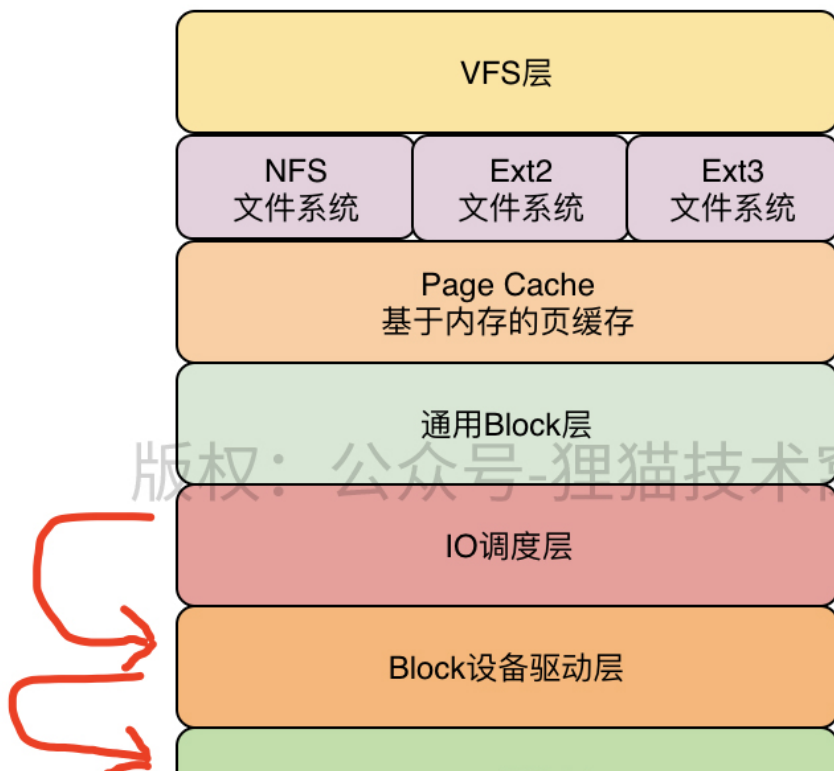 VFS层
NFS
文件系统
Ext2
文件系统
Ext3
文件系统
Page Cache
基于内存的页缓存
通用Block层
版权：公众号-狸猫技术窝
IO调度层
Block设备驱动层